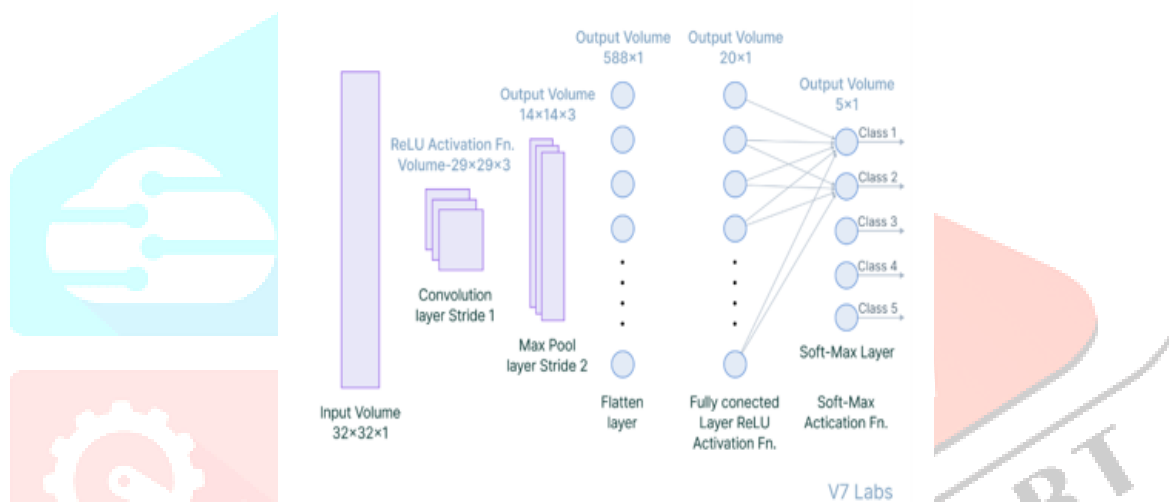 Output Volume
588×1
Output Volume
20×1
Output Volume
14×14×3
Output Volume
5×1
ReLU Activation Fn.
Volume-29×29×3
Class 1
Class 2
Class 3
Class 4
Class 5
Convolution
layer Stride 1
Max Pool
layer Stride 2
Soft-Max Layer
Input Volume
32×32×1
Flatten
layer
Fully conected
Layer ReLU
Activation Fn.
Soft-Max
Actication Fn.
V7 Labs
RT